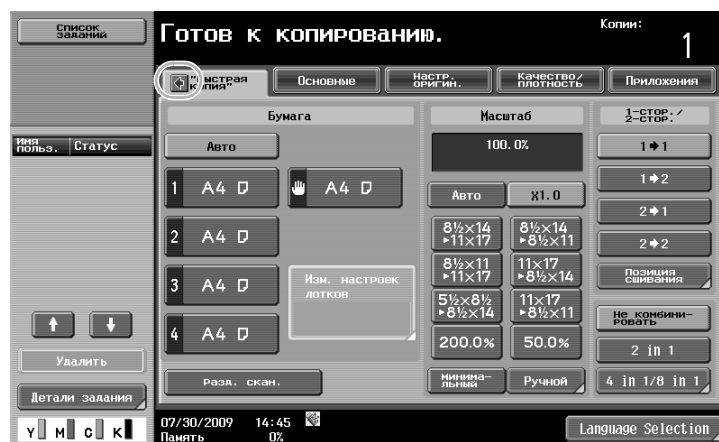 Список
заданий
Готов к копированию.
Копии:
1
"Быстрая
копия"
Основные
Настр.
оригин.
Качество/
плотность
Приложения
Имя
польз.
Статус
Бумага
Авто
1 A4
A4
2 A4
3 A4
4 A4
Изм. настроек
лотков
Разд. скан.
Масштаб
100.0%
Авто
x1.0
8½×14
▸11×17
8½×14
▸8½×11
8½×11
▸11×17
11×17
▸8½×14
5½×8½
▸8½×14
11×17
▸8½×11
200.0%
50.0%
Минима-
льный
Ручной
1-стор./
2-стор.
1➔1
1➔2
2➔1
2➔2
Позиция
сшивания
Не комбини-
ровать
2 in 1
4 in 1/8 in 1
Удалить
Детали задания
Y M C K
07/30/2009 14:45
Память 0%
Language Selection